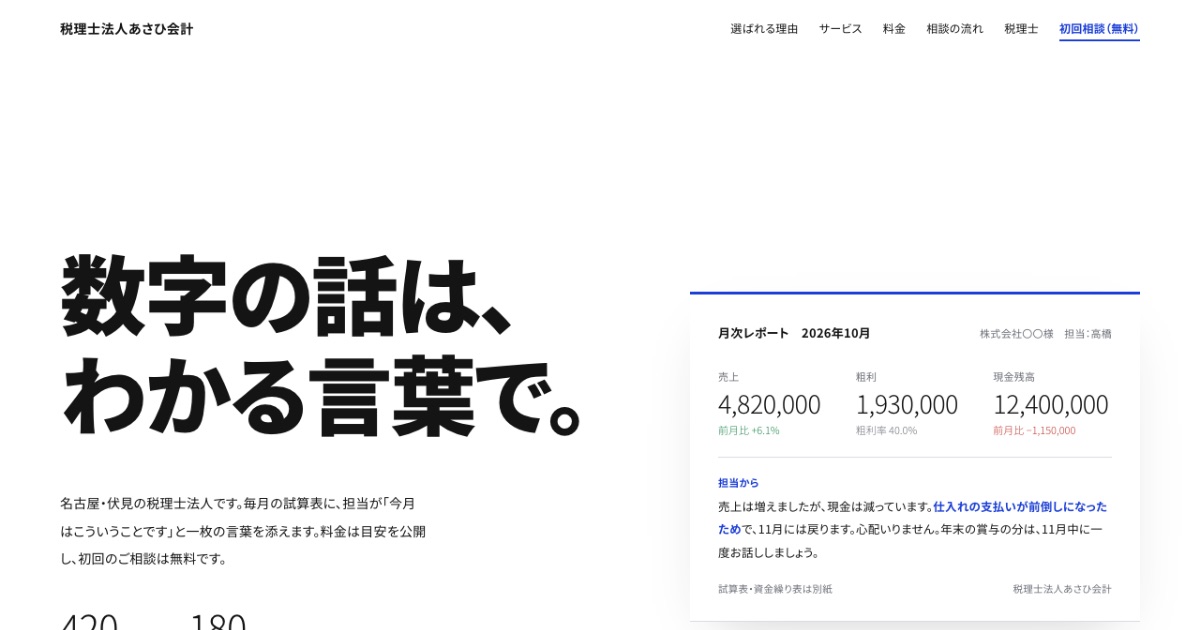 税理士法人あさひ会計
選ばれる理由 サービス 料金 相談の流れ 税理士 初回相談（無料）
数字の話は、
わかる言葉で。
名古屋・伏見の税理士法人です。毎月の試算表に、担当が「今月
はこういうことです」と一枚の言葉を添えます。料金は目安を公開
し、初回のご相談は無料です。
420 180
月次レポート 2026年10月 株式会社〇〇様 担当：高橋
売上 粗利 現金残高
4,820,000 1,930,000 12,400,000
前月比 +6.1% 粗利率 40.0% 前月比 −1,150,000
担当から
売上は増えましたが、現金は減っています。仕入れの支払いが前倒しになった
ためで、11月には戻ります。心配いりません。年末の賞与の分は、11月中に一
度お話ししましょう。
試算表・資金繰り表は別紙 税理士法人あさひ会計